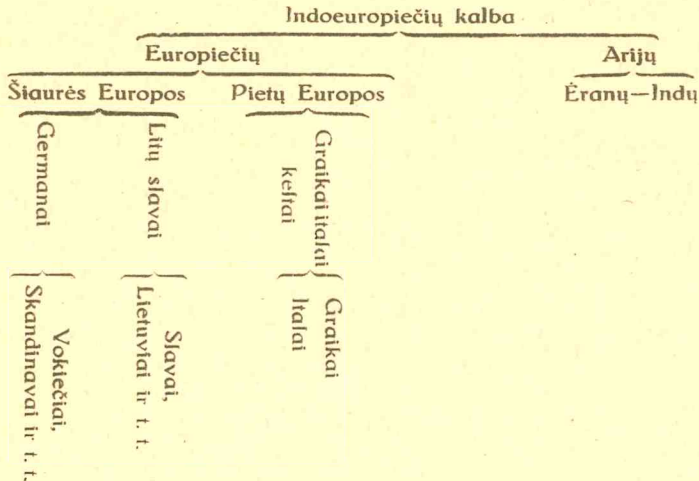 Indoeuropiečių kalba
Europiečių
Arijų
Šiaurės Europos
Pietų Europos
Ėranų—Indų
Germanai
Litų slavai
Graikai italai
keltai
Vokiečiai,
Skandinavai ir t. t.
Slavai,
Lietuviai ir t. t.
Graikai
Italai